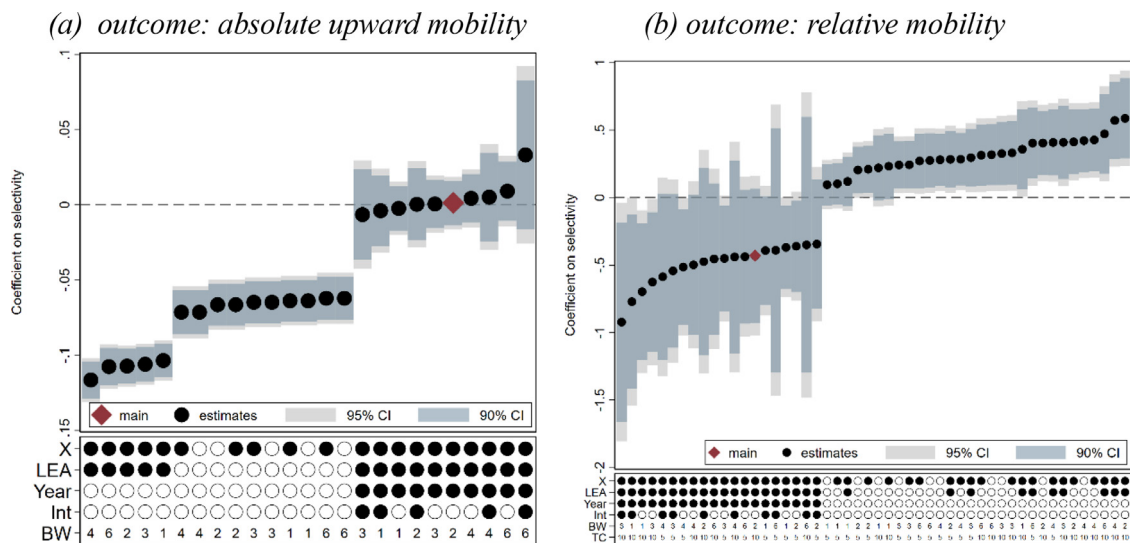 (a) outcome: absolute upward mobility
.1
.05
0
-.05
-.1
.15
Coefficient on selectivity
main estimates 95% CI 90% CI
X
LEA
Year
Int
BW 4 6 2 3 1 4 4 2 2 3 3 1 1 6 6 3 1 1 2 3 2 4 4 6 6
(b) outcome: relative mobility
1
.5
0
-.5
-1
-1.5
-2
Coefficient on selectivity
main estimates 95% CI 90% CI
X
LEA
Year
Int
BW
TC